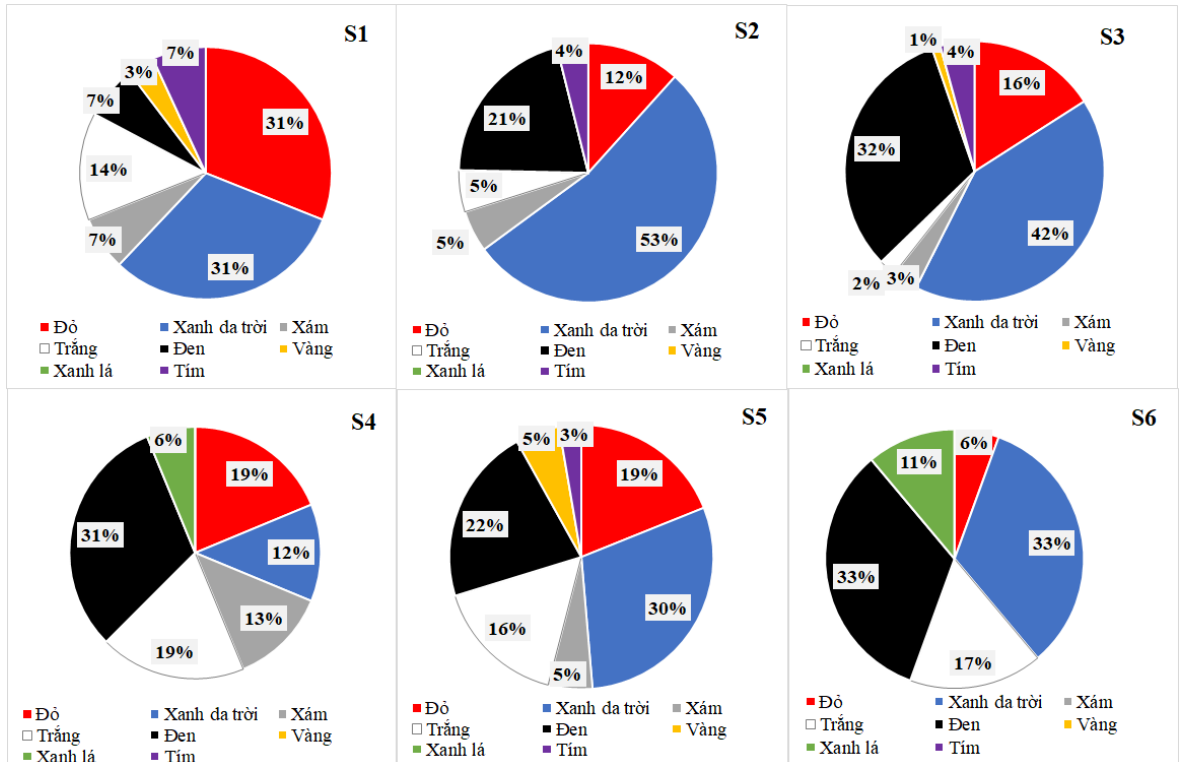 S1
7%
3%
7%
31%
14%
7%
31%
Đỏ Xanh da trời Xám
Trắng Đen Vàng
Xanh lá Tím
S2
4%
12%
21%
5%
5%
53%
Đỏ Xanh da trời Xám
Trắng Đen Vàng
Xanh lá Tím
S3
1%
4%
16%
32%
42%
2%
3%
Đỏ Xanh da trời Xám
Trắng Đen Vàng
Xanh lá Tím
S4
6%
19%
31%
12%
13%
19%
Đỏ Xanh da trời Xám
Trắng Đen Vàng
Xanh lá Tím
S5
5%
3%
19%
22%
30%
16%
5%
Đỏ Xanh da trời Xám
Trắng Đen Vàng
Xanh lá Tím
S6
6%
11%
33%
33%
17%
Đỏ Xanh da trời Xám
Trắng Đen Vàng
Xanh lá Tím